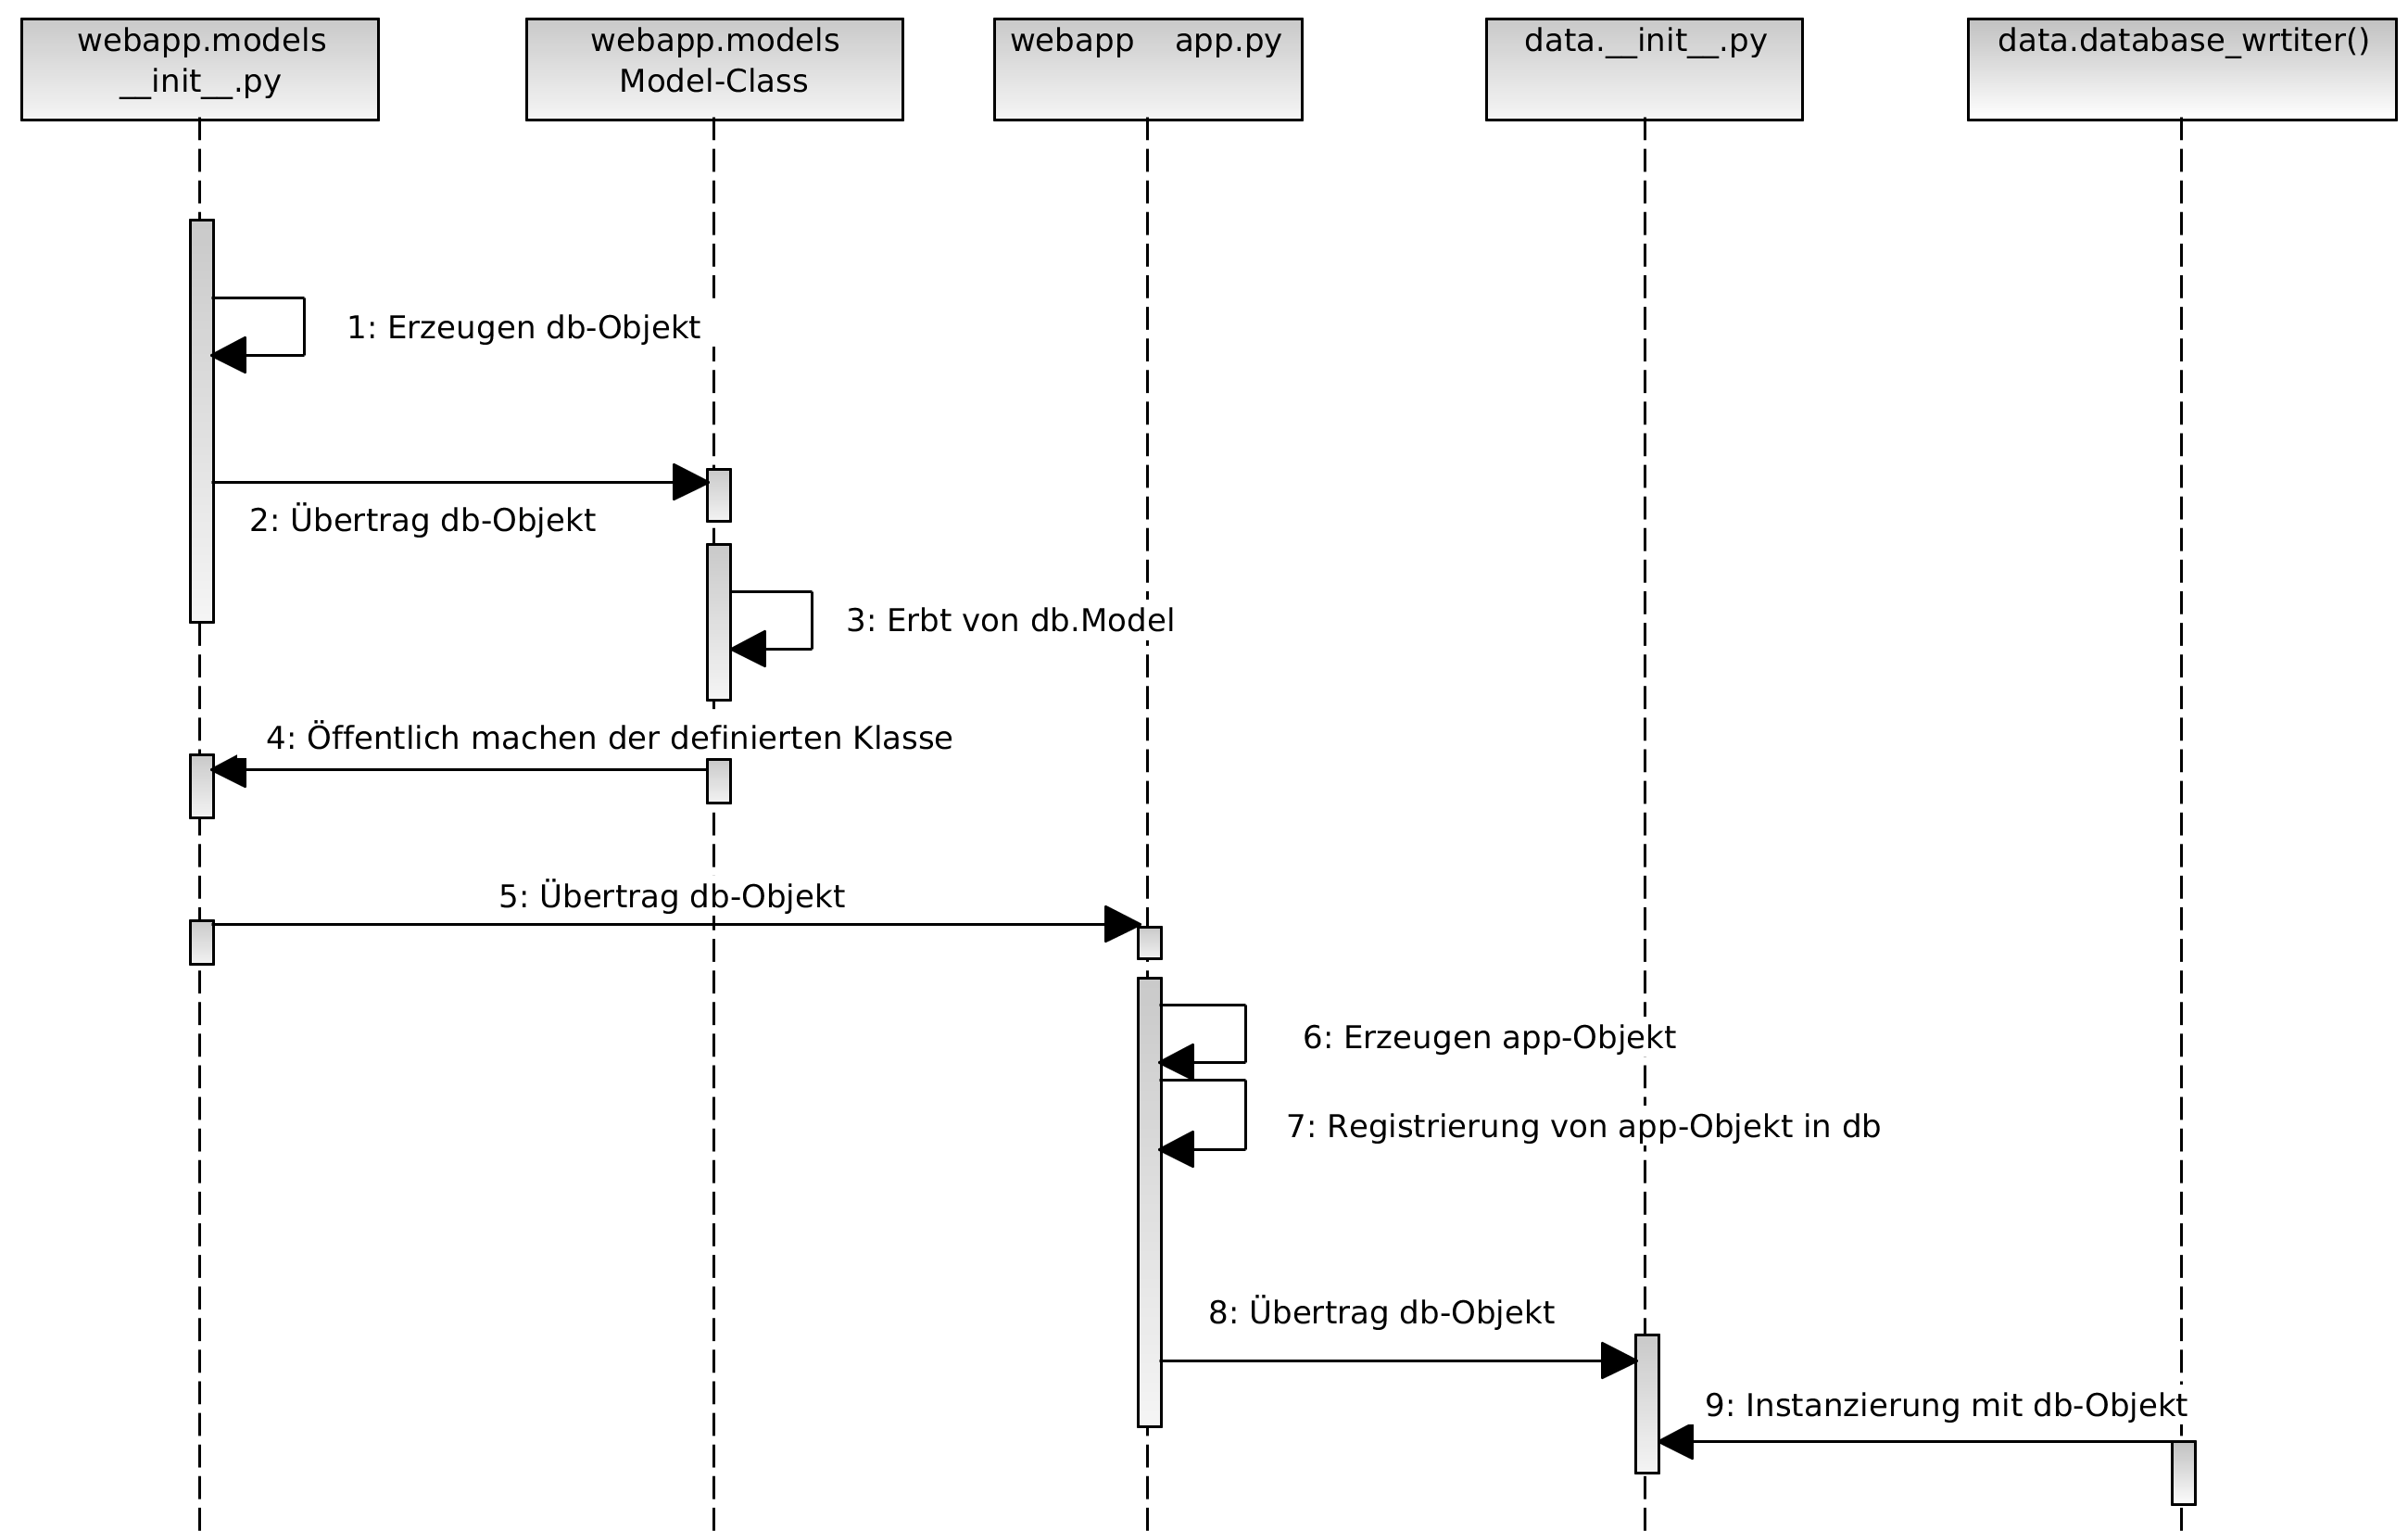 webapp.models
__init__.py
webapp.models
Model-Class
webapp    app.py
data.__init__.py
data.database_wrtiter()
1: Erzeugen db-Objekt
2: Übertrag db-Objekt
3: Erbt von db.Model
4: Öffentlich machen der definierten Klasse
5: Übertrag db-Objekt
6: Erzeugen app-Objekt
7: Registrierung von app-Objekt in db
8: Übertrag db-Objekt
9: Instanzierung mit db-Objekt